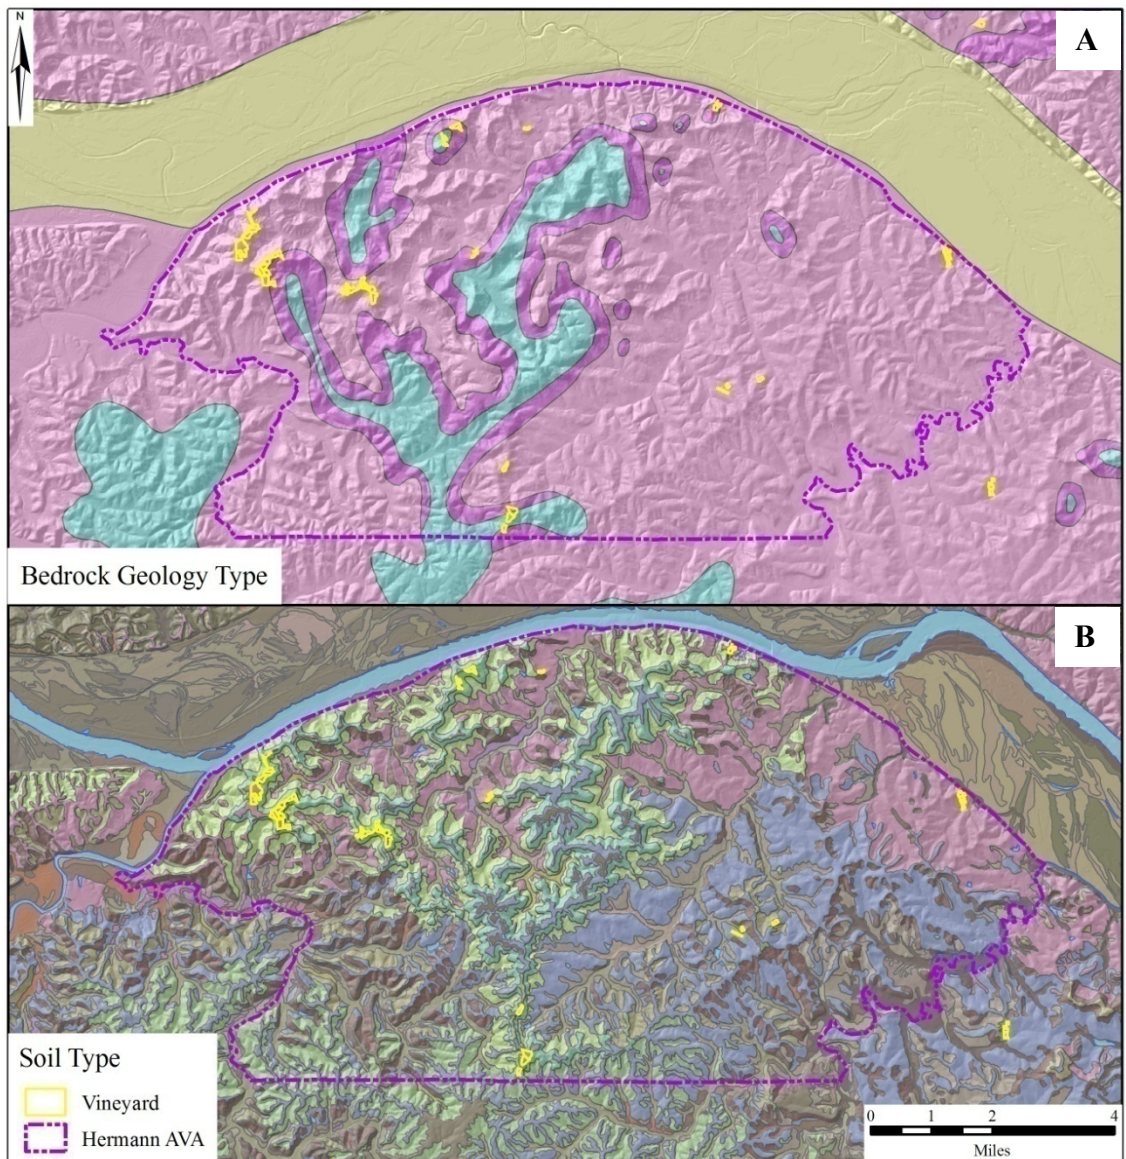 N
A
Bedrock Geology Type
B
Soil Type
Vineyard
Hermann AVA
0 1 2 4
Miles